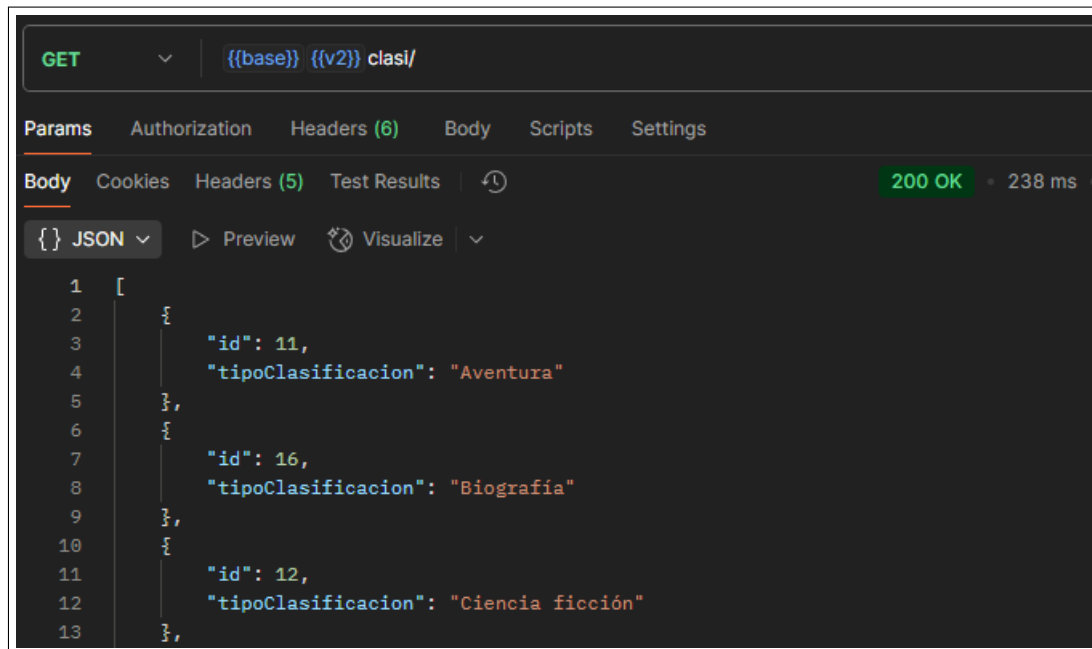 GET {{base}} {{v2}} clasi/
Params Authorization Headers (6) Body Scripts Settings
Body Cookies Headers (5) Test Results 200 OK • 238 ms
{} JSON Preview Visualize
1 [
2 {
3 "id": 11,
4 "tipoClasificacion": "Aventura"
5 },
6 {
7 "id": 16,
8 "tipoClasificacion": "Biografía"
9 },
10 {
11 "id": 12,
12 "tipoClasificacion": "Ciencia ficción"
13 },